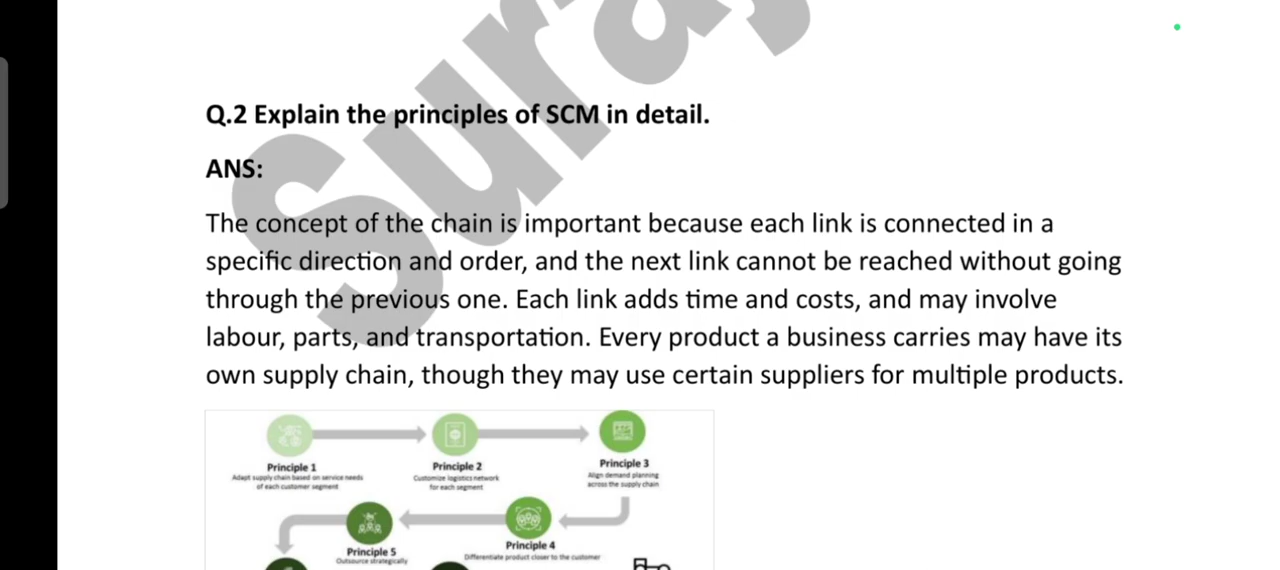 Suraj
Q.2 Explain the principles of SCM in detail.
ANS:
The concept of the chain is important because each link is connected in a
specific direction and order, and the next link cannot be reached without going
through the previous one. Each link adds time and costs, and may involve
labour, parts, and transportation. Every product a business carries may have its
own supply chain, though they may use certain suppliers for multiple products.
Principle 1
Adapt supply chain based on service needs
of each customer segment
Principle 2
Customize logistics network
for each segment
Principle 3
Align demand planning
across the supply chain
Principle 4
Differentiate product closer to the customer
Principle 5
Outsource strategically